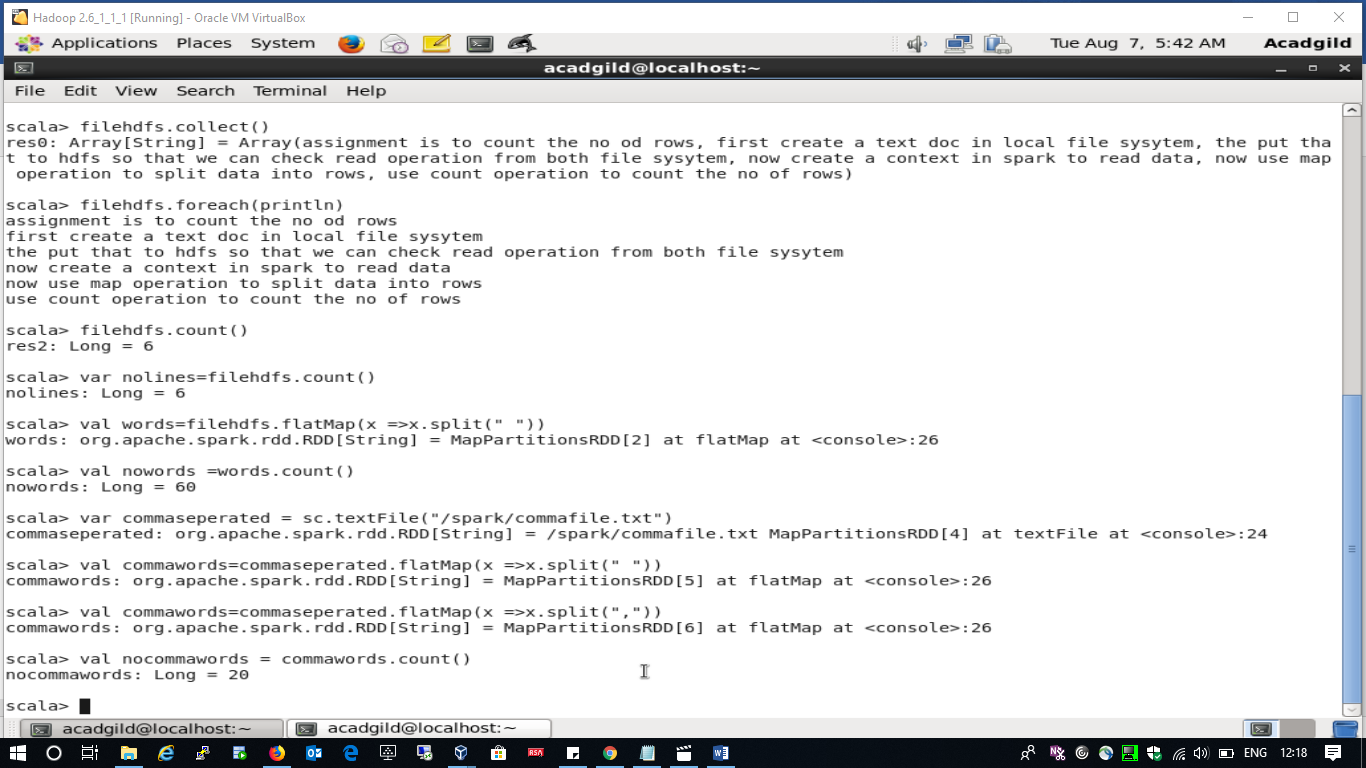 Hadoop 2.6_1_1_1 [Running] - Oracle VM VirtualBox
Applications Places System Tue Aug 7, 5:42 AM Acadgild
acadgild@localhost:~
File Edit View Search Terminal Help
scala> filehdfs.collect()
res0: Array[String] = Array(assignment is to count the no od rows, first create a text doc in local file sysytem, the put tha
t to hdfs so that we can check read operation from both file sysytem, now create a context in spark to read data, now use map
 operation to split data into rows, use count operation to count the no of rows)
scala> filehdfs.foreach(println)
assignment is to count the no od rows
first create a text doc in local file sysytem
the put that to hdfs so that we can check read operation from both file sysytem
now create a context in spark to read data
now use map operation to split data into rows
use count operation to count the no of rows
scala> filehdfs.count()
res2: Long = 6
scala> var nolines=filehdfs.count()
nolines: Long = 6
scala> val words=filehdfs.flatMap(x =>x.split(" "))
words: org.apache.spark.rdd.RDD[String] = MapPartitionsRDD[2] at flatMap at <console>:26
scala> val nowords =words.count()
nowords: Long = 60
scala> var commaseperated = sc.textFile("/spark/commafile.txt")
commaseperated: org.apache.spark.rdd.RDD[String] = /spark/commafile.txt MapPartitionsRDD[4] at textFile at <console>:24
scala> val commawords=commaseperated.flatMap(x =>x.split(" "))
commawords: org.apache.spark.rdd.RDD[String] = MapPartitionsRDD[5] at flatMap at <console>:26
scala> val commawords=commaseperated.flatMap(x =>x.split(","))
commawords: org.apache.spark.rdd.RDD[String] = MapPartitionsRDD[6] at flatMap at <console>:26
scala> val nocommawords = commawords.count()
nocommawords: Long = 20
scala>
acadgild@localhost:~ acadgild@localhost:~
RSA ENG 12:18